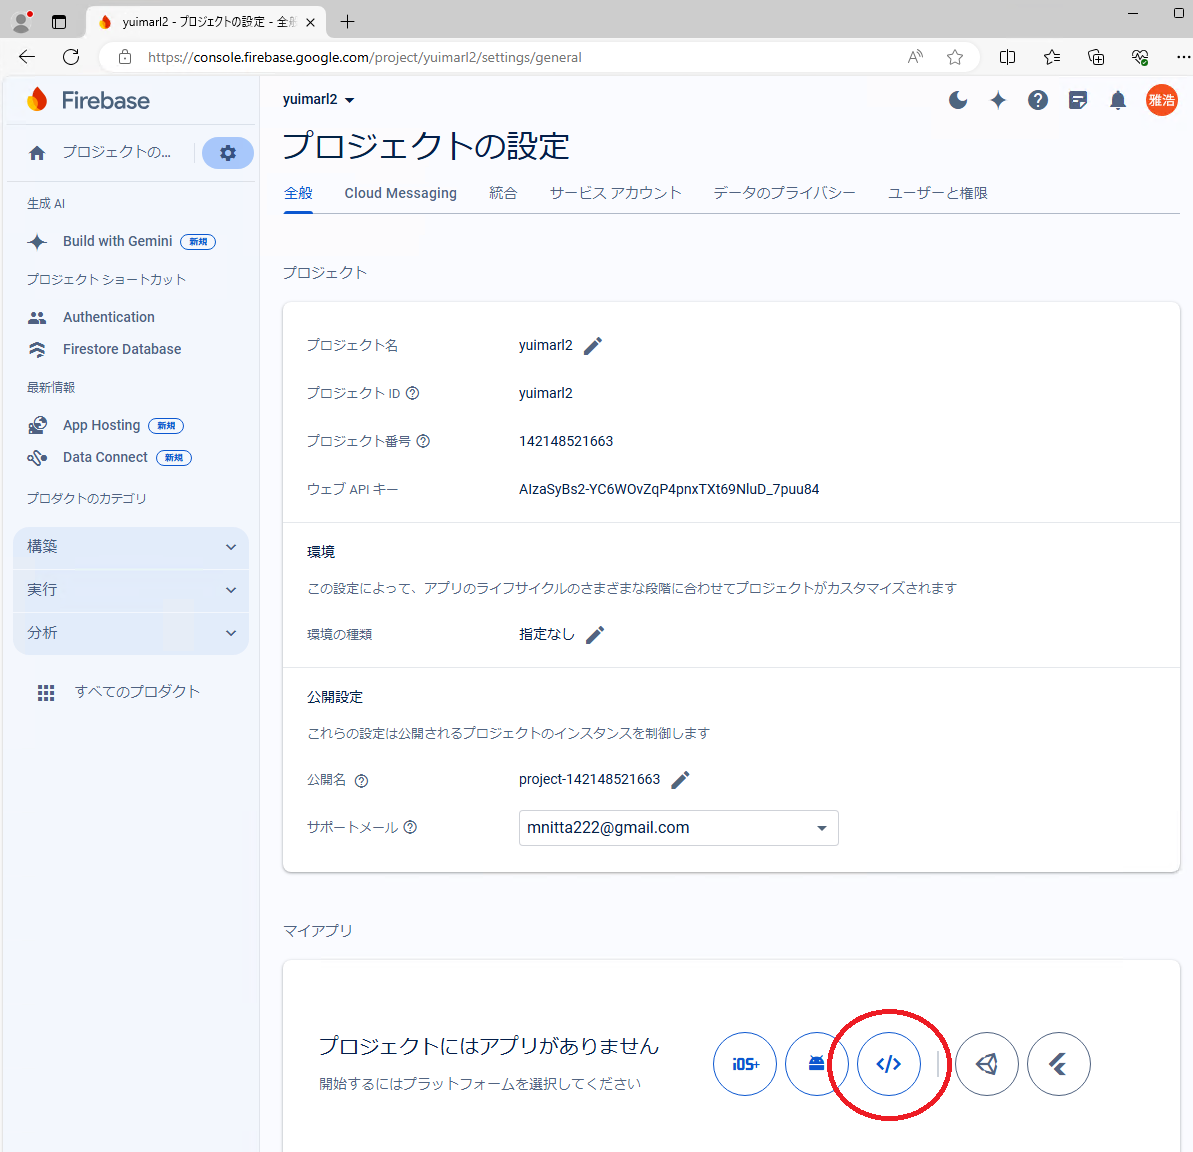 yuimarl2 - プロジェクトの設定 - 全般
https://console.firebase.google.com/project/yuimarl2/settings/general
Firebase
yuimarl2
雅浩
プロジェクトの...
プロジェクトの設定
全般 Cloud Messaging 統合 サービス アカウント データのプライバシー ユーザーと権限
生成 AI
Build with Gemini 新規
プロジェクト ショートカット
Authentication
Firestore Database
最新情報
App Hosting 新規
Data Connect 新規
プロダクトのカテゴリ
構築
実行
分析
すべてのプロダクト
プロジェクト
プロジェクト名 yuimarl2
プロジェクト ID yuimarl2
プロジェクト番号 142148521663
ウェブ API キー AIzaSyBs2-YC6WOvZqP4pnxTXt69NluD_7puu84
環境
この設定によって、アプリのライフサイクルのさまざまな段階に合わせてプロジェクトがカスタマイズされます
環境の種類 指定なし
公開設定
これらの設定は公開されるプロジェクトのインスタンスを制御します
公開名 project-142148521663
サポートメール mnitta222@gmail.com
マイアプリ
プロジェクトにはアプリがありません
開始するにはプラットフォームを選択してください
iOS+